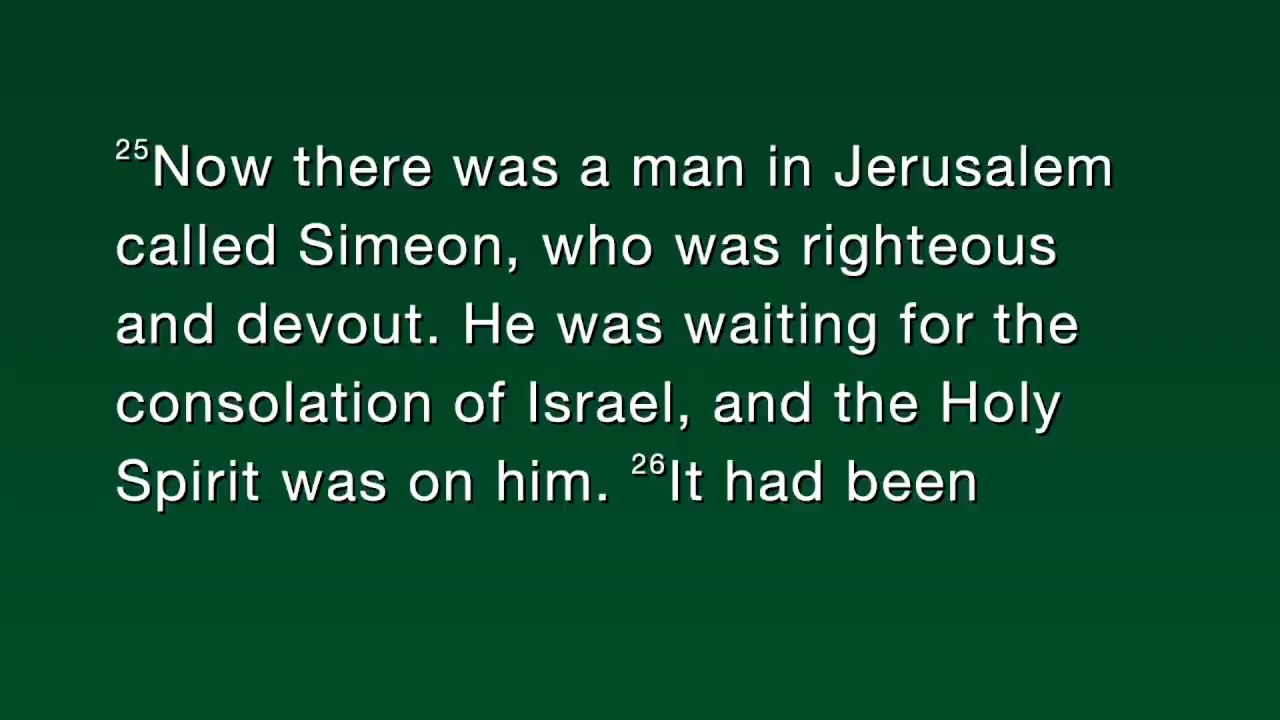 25Now there was a man in Jerusalem
called Simeon, who was righteous
and devout. He was waiting for the
consolation of Israel, and the Holy
Spirit was on him. 26It had been